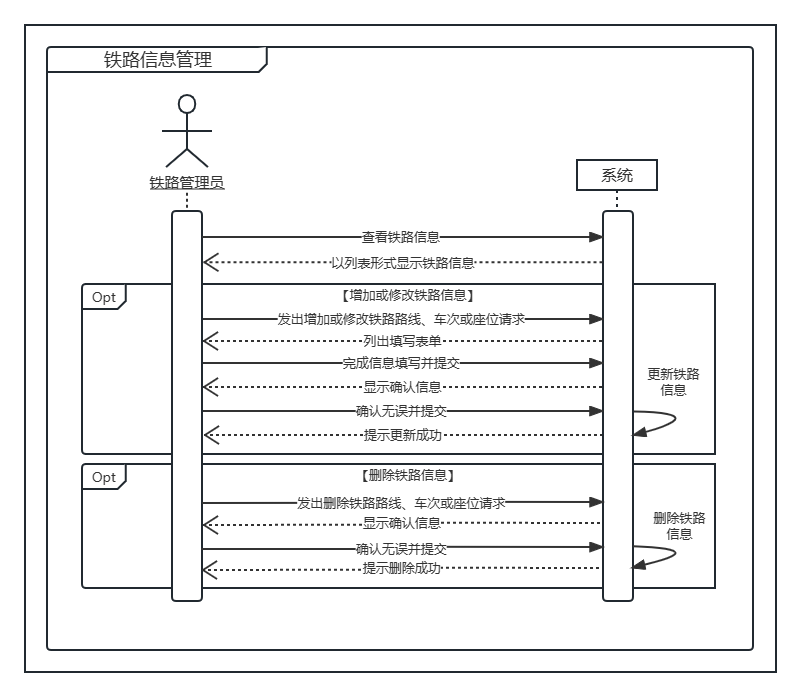 铁路信息管理
铁路管理员
系统
查看铁路信息
以列表形式显示铁路信息
Opt
【增加或修改铁路信息】
发出增加或修改铁路路线、车次或座位请求
列出填写表单
完成信息填写并提交
更新铁路
信息
显示确认信息
确认无误并提交
提示更新成功
Opt
【删除铁路信息】
发出删除铁路路线、车次或座位请求
显示确认信息
删除铁路
信息
确认无误并提交
提示删除成功